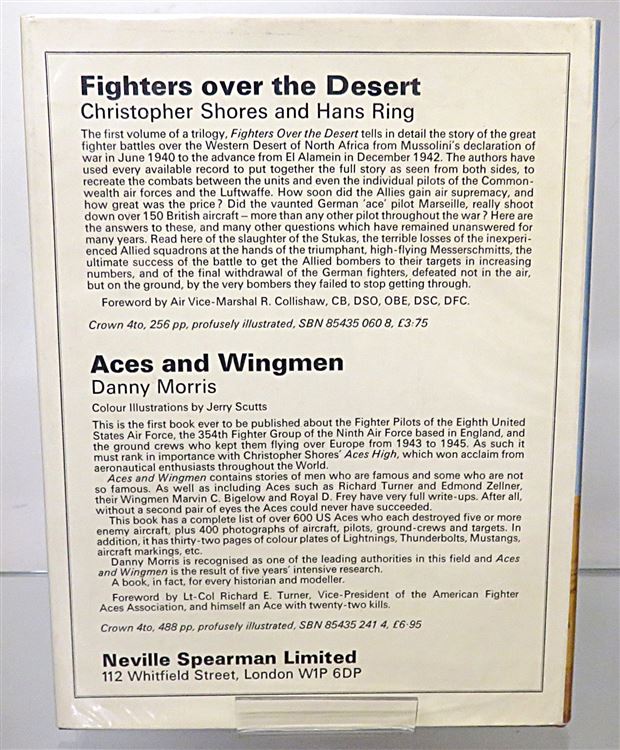 Fighters over the Desert
Christopher Shores and Hans Ring
The first volume of a trilogy, Fighters Over the Desert tells in detail the story of the great
fighter battles over the Western Desert of North Africa from Mussolini's declaration of
war in June 1940 to the advance from El Alamein in December 1942. The authors have
used every available record to put together the full story as seen from both sides, to
recreate the combats between the units and even the individual pilots of the Common-
wealth air forces and the Luftwaffe. How soon did the Allies gain air supremacy, and
how great was the price? Did the vaunted German 'ace' pilot Marseille, really shoot
down over 150 British aircraft – more than any other pilot throughout the war? Here are
the answers to these, and many other questions which have remained unanswered for
many years. Read here of the slaughter of the Stukas, the terrible losses of the inexperi-
enced Allied squadrons at the hands of the triumphant, high-flying Messerschmitts, the
ultimate success of the battle to get the Allied bombers to their targets in increasing
numbers, and of the final withdrawal of the German fighters, defeated not in the air,
but on the ground, by the very bombers they failed to stop getting through.
Foreword by Air Vice-Marshal R. Collishaw, CB, DSO, OBE, DSC, DFC.
Crown 4to, 256 pp, profusely illustrated, SBN 85435 060 8, £3·75
Aces and Wingmen
Danny Morris
Colour Illustrations by Jerry Scutts
This is the first book ever to be published about the Fighter Pilots of the Eighth United
States Air Force, the 354th Fighter Group of the Ninth Air Force based in England, and
the ground crews who kept them flying over Europe from 1943 to 1945. As such it
must rank in importance with Christopher Shores' Aces High, which won acclaim from
aeronautical enthusiasts throughout the World.
Aces and Wingmen contains stories of men who are famous and some who are not
so famous. As well as including Aces such as Richard Turner and Edmond Zellner,
their Wingmen Marvin C. Bigelow and Royal D. Frey have very full write-ups. After all,
without a second pair of eyes the Aces could never have succeeded.
This book has a complete list of over 600 US Aces who each destroyed five or more
enemy aircraft, plus 400 photographs of aircraft, pilots, ground-crews and targets. In
addition, it has thirty-two pages of colour plates of Lightnings, Thunderbolts, Mustangs,
aircraft markings, etc.
Danny Morris is recognised as one of the leading authorities in this field and Aces
and Wingmen is the result of five years' intensive research.
A book, in fact, for every historian and modeller.
Foreword by Lt-Col Richard E. Turner, Vice-President of the American Fighter
Aces Association, and himself an Ace with twenty-two kills.
Crown 4to, 488 pp, profusely illustrated, SBN 85435 241 4, £6·95
Neville Spearman Limited
112 Whitfield Street, London W1P 6DP